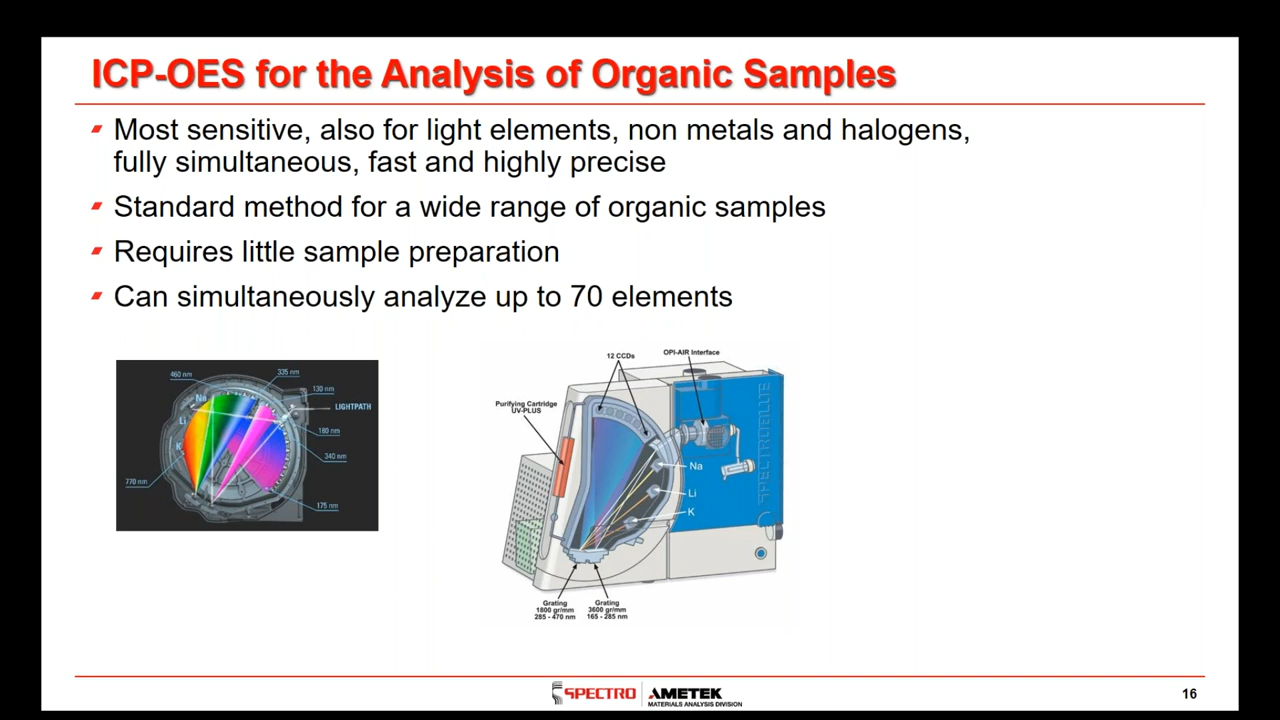 ICP-OES for the Analysis of Organic Samples
Most sensitive, also for light elements, non metals and halogens,
fully simultaneous, fast and highly precise
Standard method for a wide range of organic samples
Requires little sample preparation
Can simultaneously analyze up to 70 elements
460 nm
335 nm
130 nm
Na
LIGHTPATH
Li
180 nm
K
340 nm
770 nm
175 nm
12 CCDs
OPI-AIR Interface
Purifying Cartridge
UV-PLUS
Na
Li
K
SPECTROBLUE
Grating
1800 gr/mm
285 - 470 nm
Grating
3600 gr/mm
165 - 285 nm
SPECTRO
AMETEK
MATERIALS ANALYSIS DIVISION
16